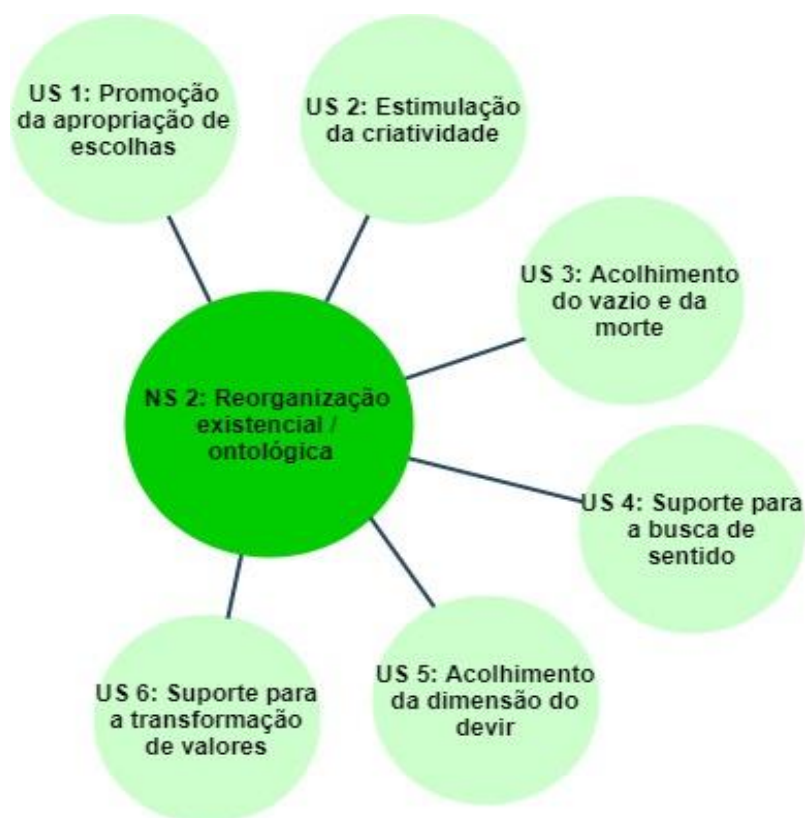 US 1: Promoção
da apropriação de
escolhas
US 2: Estimulação
da criatividade
US 3: Acolhimento
do vazio e da
morte
NS 2: Reorganização
existencial /
ontológica
US 4: Suporte para
a busca de
sentido
US 5: Acolhimento
da dimensão do
devir
US 6: Suporte para
a transformação
de valores